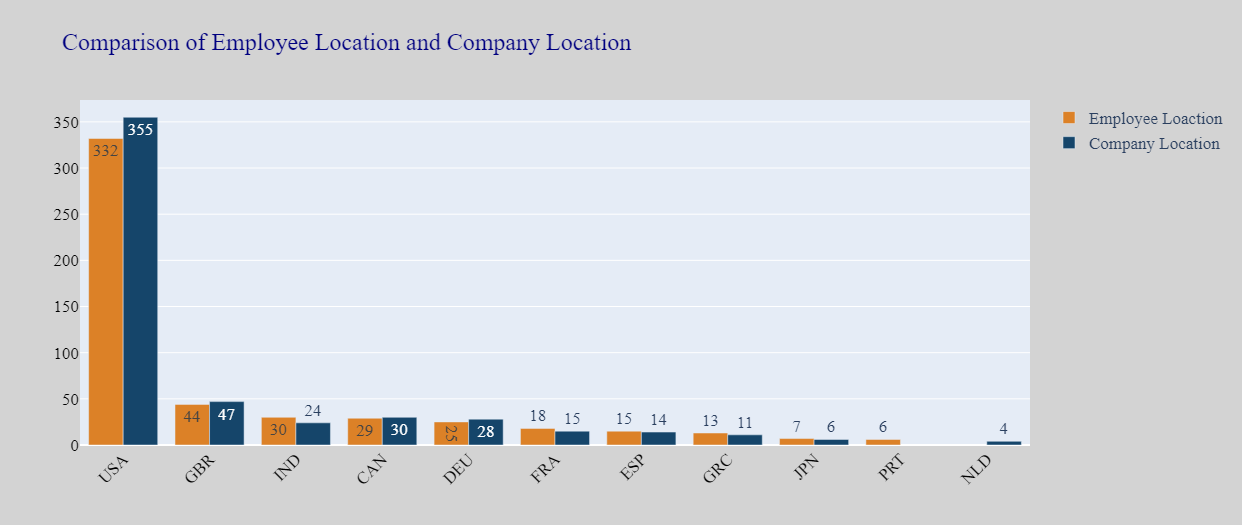 Comparison of Employee Location and Company Location
Employee Loaction
Company Location
350
300
250
200
150
100
50
0
332
355
44
47
30
24
29
30
25
28
18
15
15
14
13
11
7
6
6
4
USA
GBR
IND
CAN
DEU
FRA
ESP
GRC
JPN
PRT
NLD